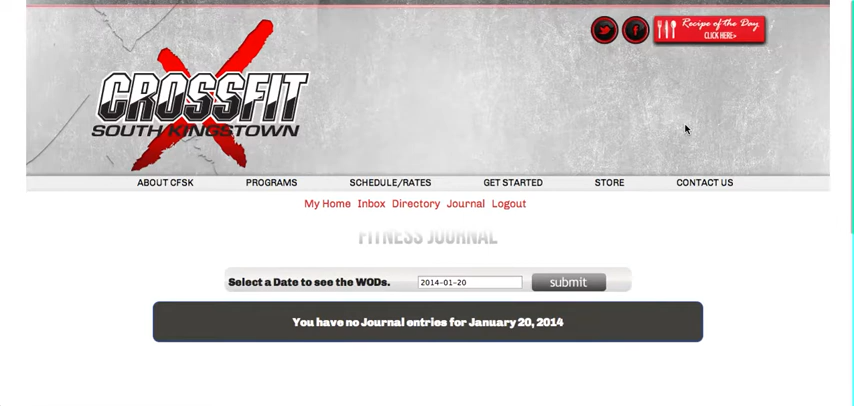 Recipe of the Day
CLICK HERE>
CROSSFIT
SOUTH KINGSTOWN
ABOUT CFSK PROGRAMS SCHEDULE/RATES GET STARTED STORE CONTACT US
My Home Inbox Directory Journal Logout
FITNESS JOURNAL
Select a Date to see the WODs. 2014-01-20 submit
You have no Journal entries for January 20, 2014